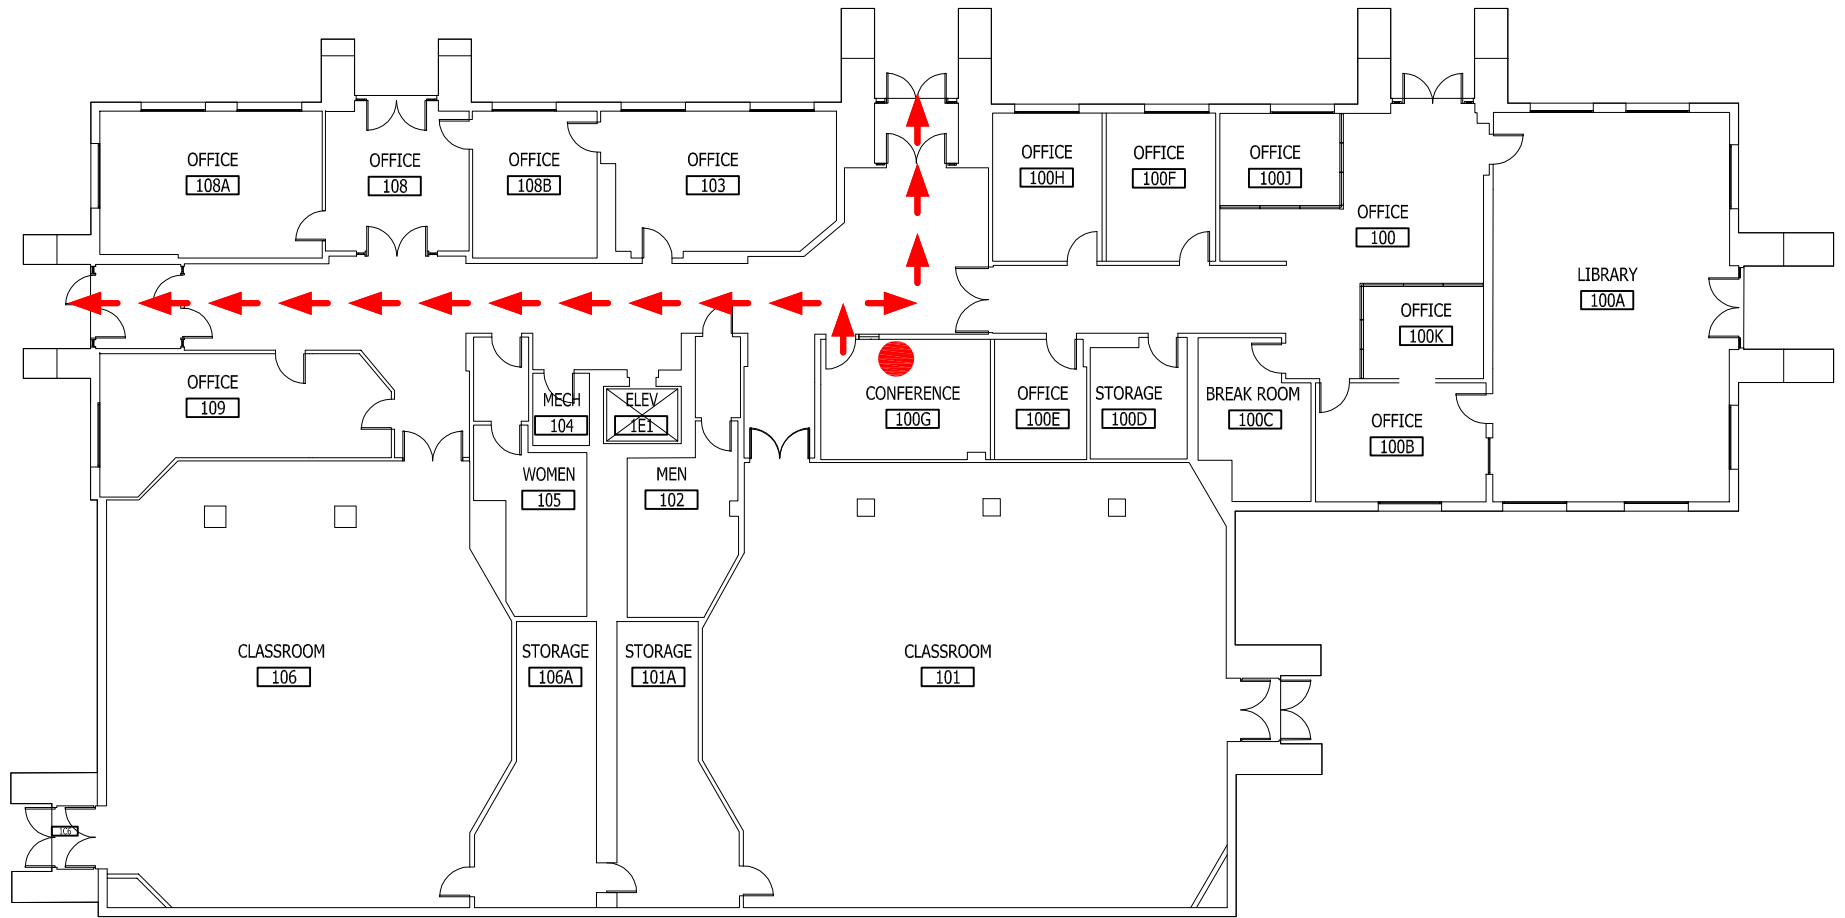 OFFICE
108A
OFFICE
108
OFFICE
108B
OFFICE
103
OFFICE
100H
OFFICE
100F
OFFICE
100J
OFFICE
100
LIBRARY
100A
OFFICE
100K
OFFICE
109
MECH
104
ELEV
1E1
CONFERENCE
100G
OFFICE
100E
STORAGE
100D
BREAK ROOM
100C
OFFICE
100B
WOMEN
105
MEN
102
CLASSROOM
106
STORAGE
106A
STORAGE
101A
CLASSROOM
101
1C6